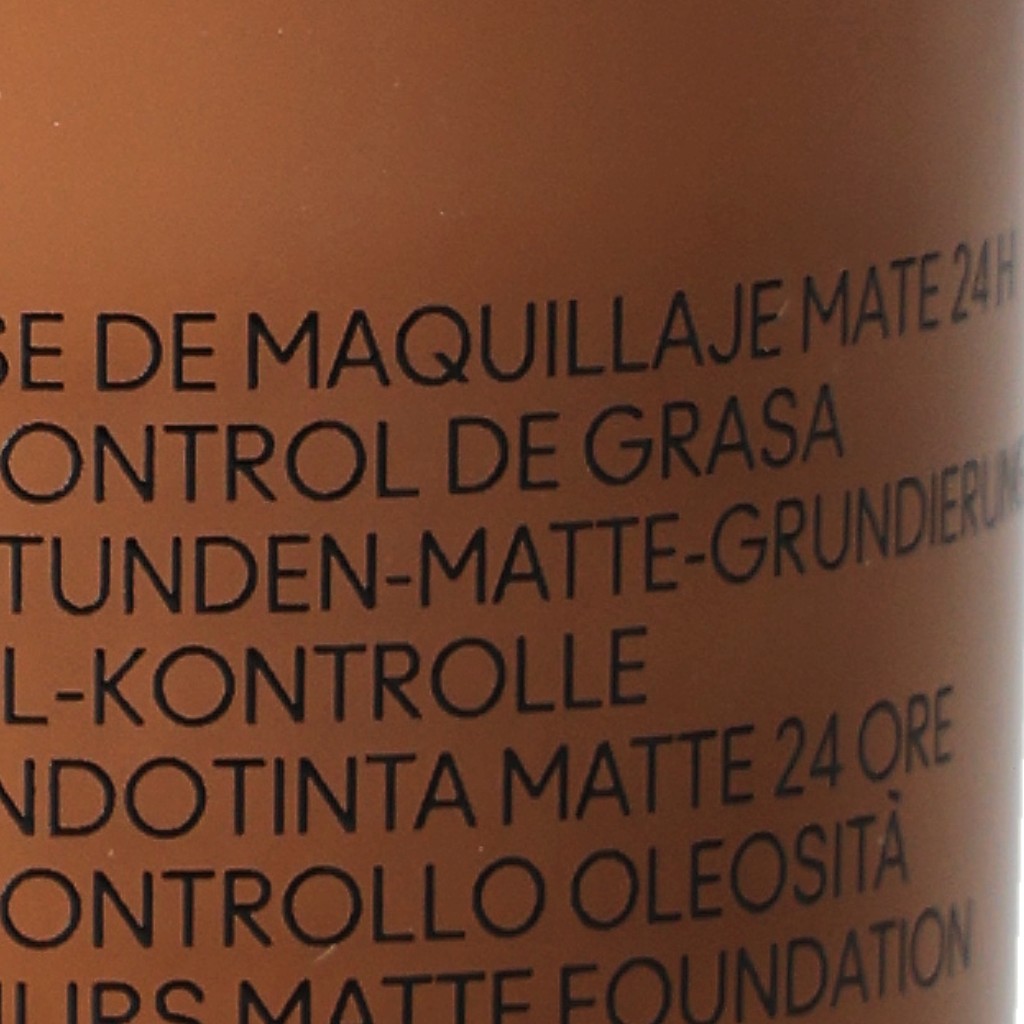 SE DE MAQUILLAJE MATE 24H
ONTROL DE GRASA
TUNDEN-MATTE-GRUNDIERUNG
L-KONTROLLE
NDOTINTA MATTE 24 ORE
ONTROLLO OLEOSITÀ
URS MATTE FOUNDATION